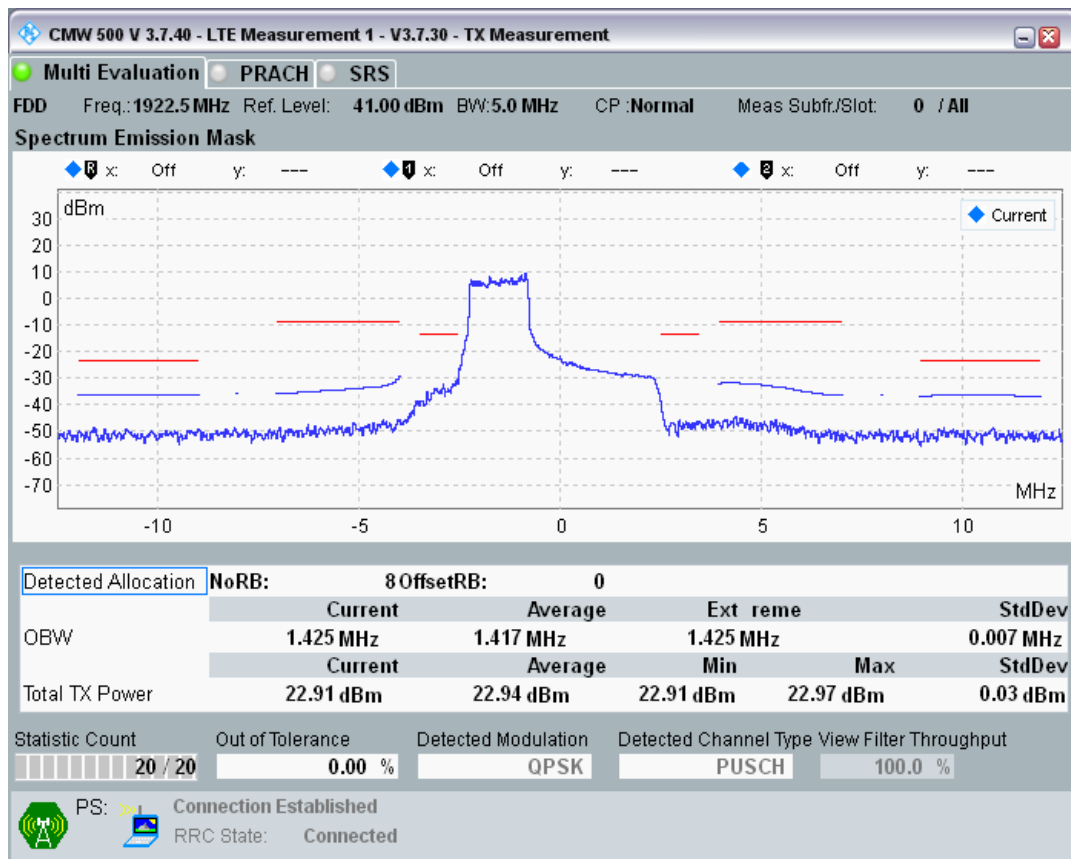 CMW 500 V 3.7.40 - LTE Measurement 1 - V3.7.30 - TX Measurement
Multi Evaluation PRACH SRS
FDD Freq.:1922.5 MHz Ref. Level: 41.00 dBm BW:5.0 MHz CP :Normal Meas Subfr./Slot: 0 / All
Spectrum Emission Mask
R x: Off y: --- 1 x: Off y: --- 2 x: Off y: ---
dBm
Current
30
20
10
0
-10
-20
-30
-40
-50
-60
-70
MHz
-10 -5 0 5 10
Detected Allocation NoRB: 8 OffsetRB: 0
Current Average Ext reme StdDev
OBW 1.425 MHz 1.417 MHz 1.425 MHz 0.007 MHz
Current Average Min Max StdDev
Total TX Power 22.91 dBm 22.94 dBm 22.91 dBm 22.97 dBm 0.03 dBm
Statistic Count Out of Tolerance Detected Modulation Detected Channel Type View Filter Throughput
20 / 20 0.00 % QPSK PUSCH 100.0 %
PS: Connection Established
RRC State: Connected